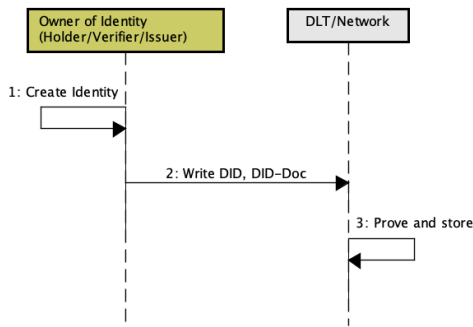 Owner of Identity
(Holder/Verifier/Issuer)
DLT/Network
1: Create Identity
2: Write DID, DID-Doc
3: Prove and store